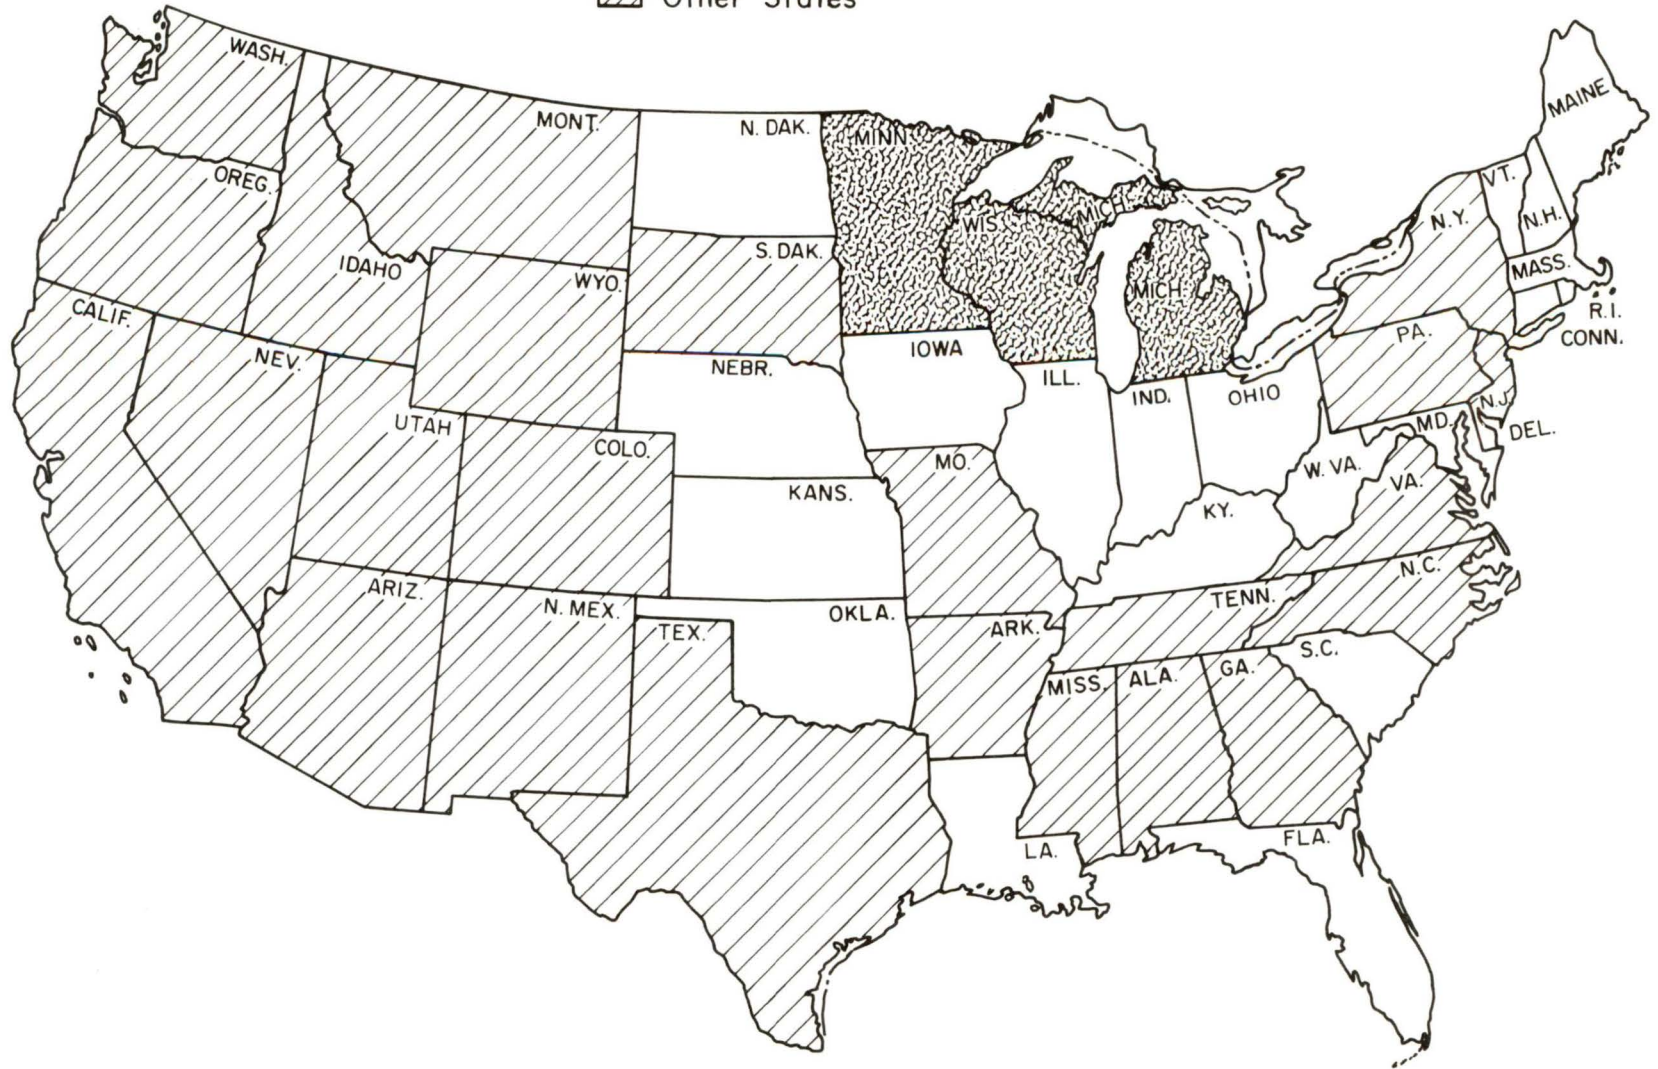 Other States
WASH.
MONT.
N. DAK.
MINN.
MAINE
OREG.
VT.
N.Y.
N.H.
MICH.
WIS.
S. DAK.
IDAHO
WYO.
MASS.
MICH.
CALIF.
R.I.
PA.
CONN.
NEV.
IOWA
NEBR.
ILL.
IND.
OHIO
N.J.
UTAH
MD.
DEL.
COLO.
MO.
W. VA.
VA.
KANS.
KY.
N.C.
ARIZ.
N. MEX.
TENN.
OKLA.
TEX.
ARK.
S.C.
MISS.
ALA.
GA.
LA.
FLA.